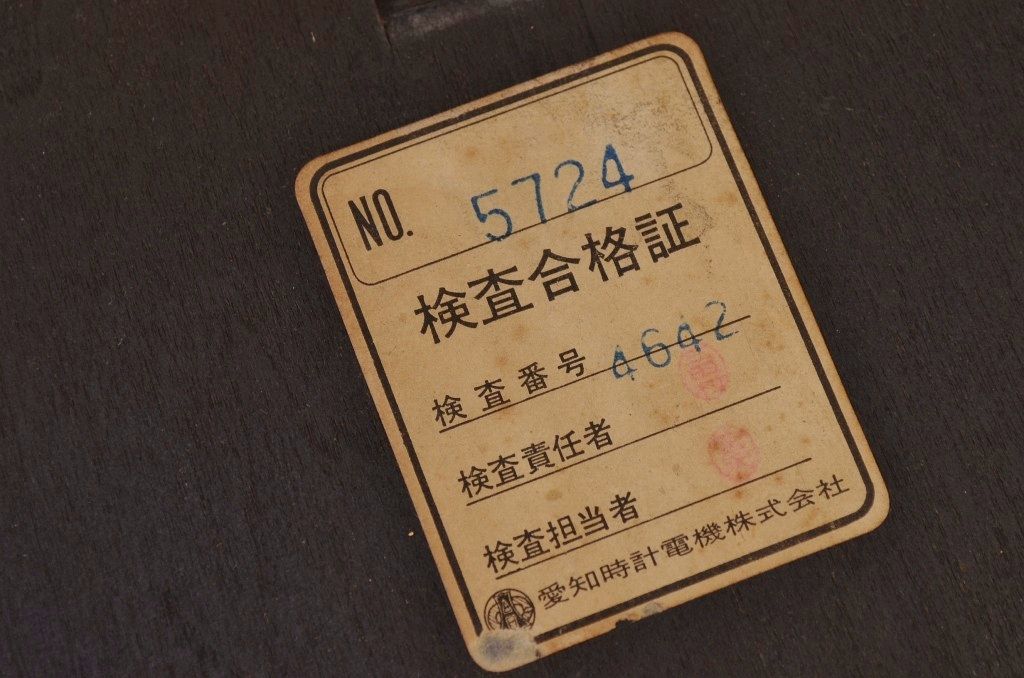 NO. 5724
検査合格証
検査番号 4642
検査責任者
検査担当者
愛知時計電機株式会社